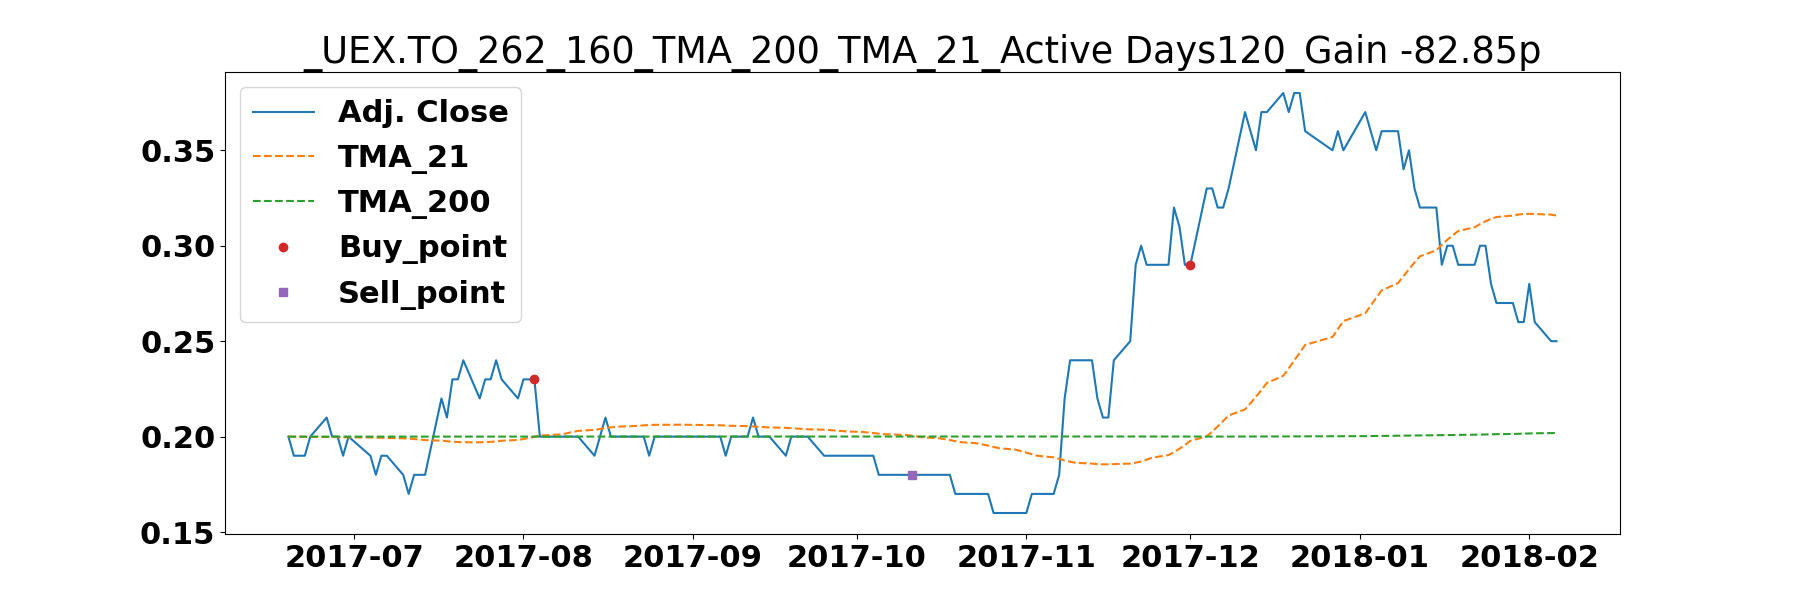 _UEX.TO_262_160_TMA_200_TMA_21_Active Days120_Gain -82.85p
Adj. Close
TMA_21
TMA_200
Buy_point
Sell_point
0.35
0.30
0.25
0.20
0.15
2017-07 2017-08 2017-09 2017-10 2017-11 2017-12 2018-01 2018-02